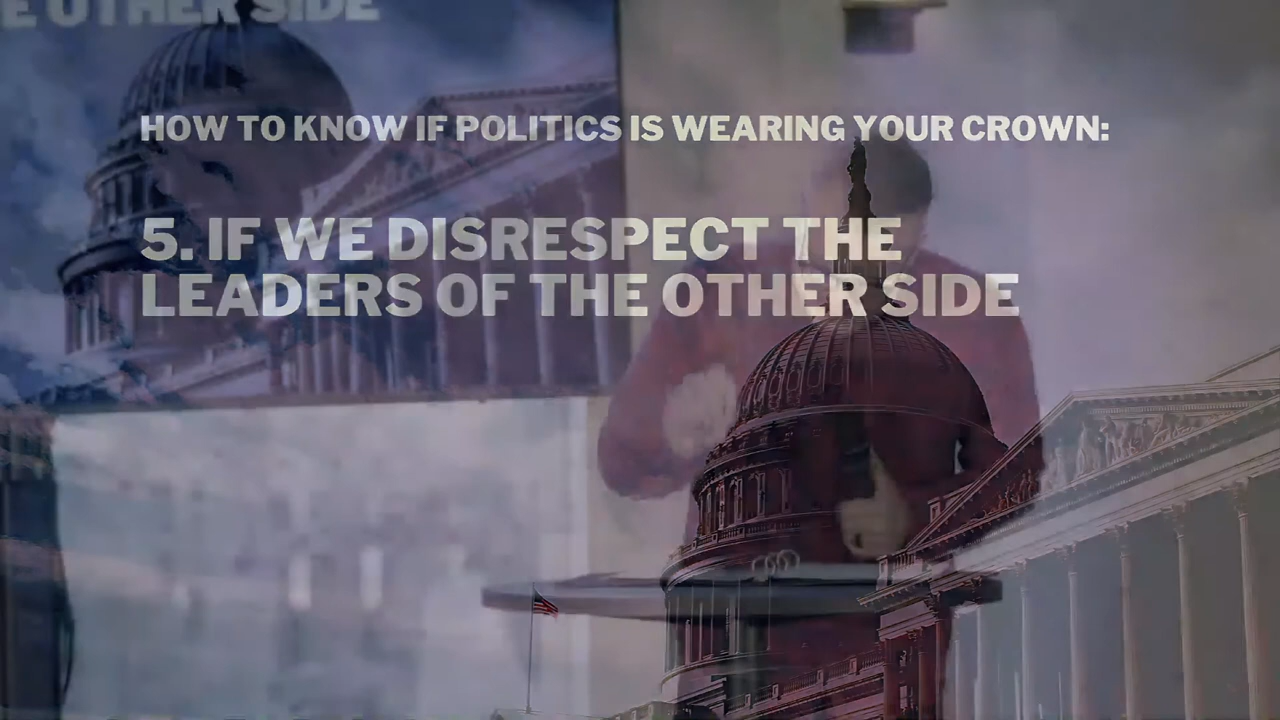 E OTHER SIDE
HOW TO KNOW IF POLITICS IS WEARING YOUR CROWN:
5. IF WE DISRESPECT THE
LEADERS OF THE OTHER SIDE